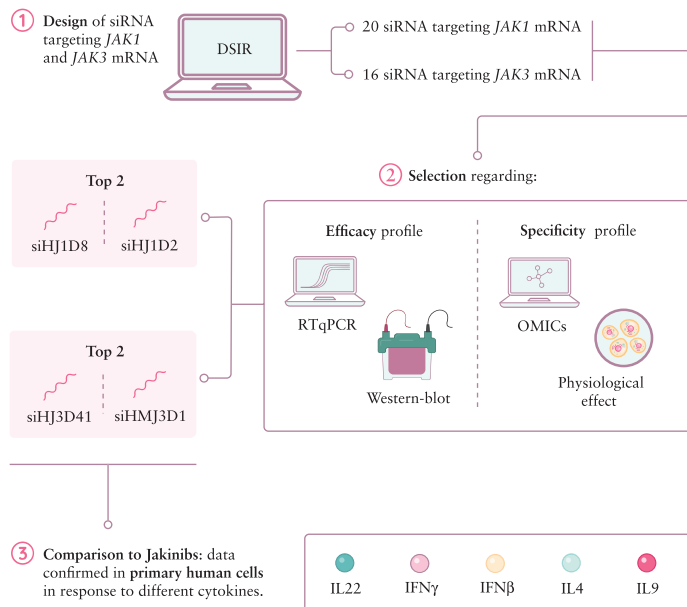 1 Design of siRNA
targeting JAK1
and JAK3 mRNA
DSIR
20 siRNA targeting JAK1 mRNA
16 siRNA targeting JAK3 mRNA
2 Selection regarding:
Efficacy profile
RTqPCR
Western-blot
Specificity profile
OMICs
Physiological
effect
Top 2
siHJ1D8
siHJ1D2
Top 2
siHJ3D41
siHMJ3D1
3 Comparison to Jakinibs: data
confirmed in primary human cells
in response to different cytokines.
IL22
IFNγ
IFNβ
IL4
IL9